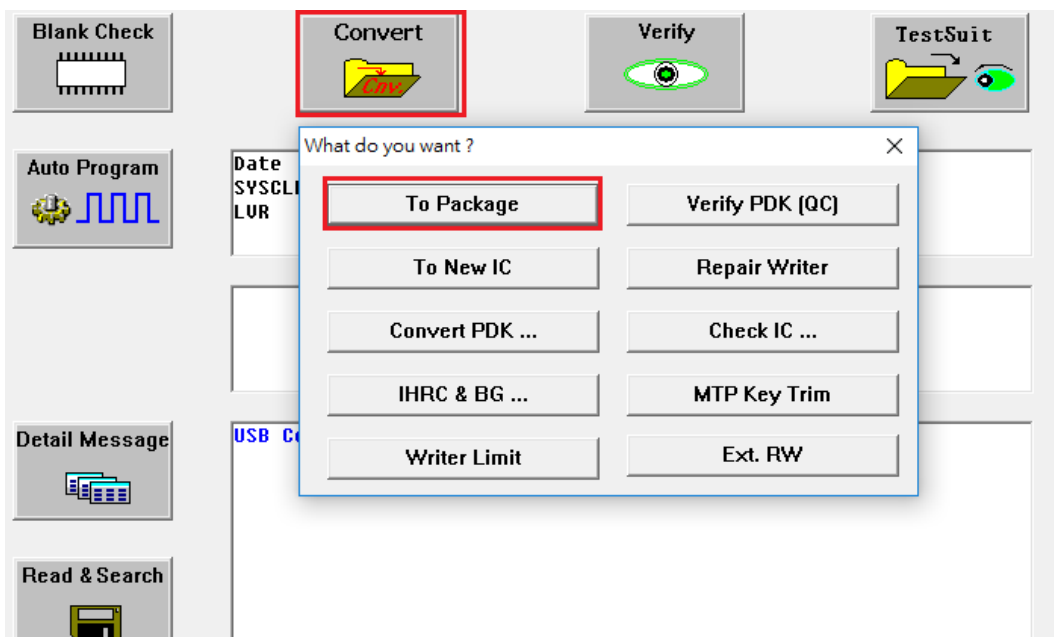 Blank Check
Convert
Cnv.
Verify
TestSuit
What do you want ?
Auto Program
Date
LVR
To Package
Verify PDK (QC)
To New IC
Repair Writer
Convert PDK ...
Check IC ...
IHRC & BG ...
MTP Key Trim
Writer Limit
Ext. RW
Detail Message
USB
Read & Search